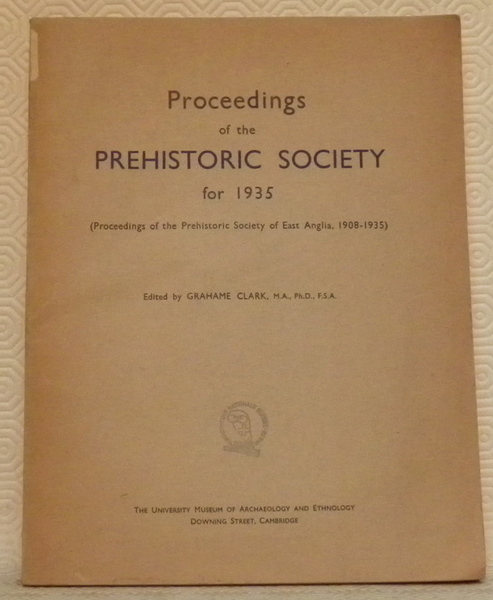 Proceedings
of the
PREHISTORIC SOCIETY
for 1935
(Proceedings of the Prehistoric Society of East Anglia, 1908-1935)
Edited by GRAHAME CLARK, M.A., Ph.D., F.S.A.
THE UNIVERSITY MUSEUM OF ARCHAEOLOGY AND ETHNOLOGY
DOWNING STREET, CAMBRIDGE